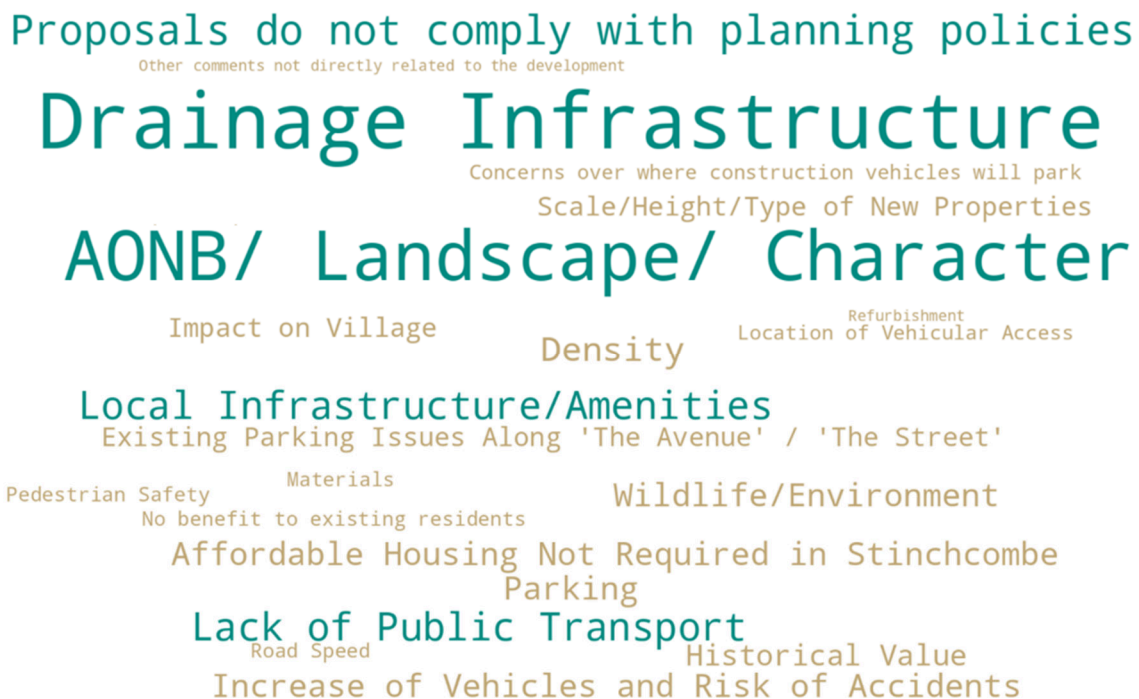 Proposals do not comply with planning policies
Other comments not directly related to the development
Drainage Infrastructure
Concerns over where construction vehicles will park
Scale/Height/Type of New Properties
AONB/ Landscape/ Character
Refurbishment
Impact on Village
Location of Vehicular Access
Density
Local Infrastructure/Amenities
Existing Parking Issues Along 'The Avenue' / 'The Street'
Materials
Pedestrian Safety
Wildlife/Environment
No benefit to existing residents
Affordable Housing Not Required in Stinchcombe
Parking
Lack of Public Transport
Road Speed
Historical Value
Increase of Vehicles and Risk of Accidents